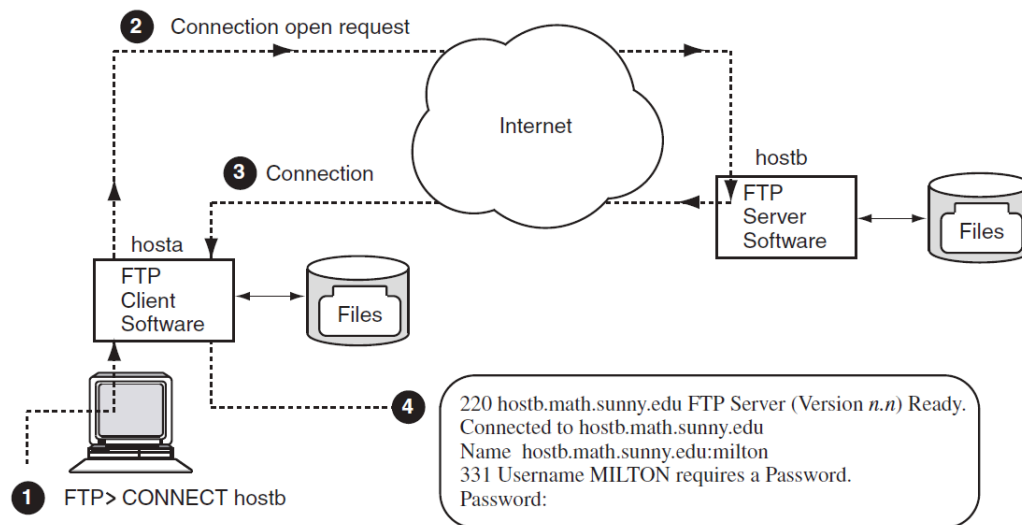 2 Connection open request
Internet
3 Connection
hostb
FTP
Server
Software
Files
hosta
FTP
Client
Software
Files
4
220 hostb.math.sunny.edu FTP Server (Version n.n) Ready.
Connected to hostb.math.sunny.edu
Name hostb.math.sunny.edu:milton
331 Username MILTON requires a Password.
Password:
1 FTP> CONNECT hostb